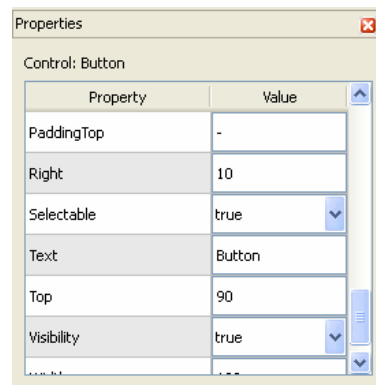 Properties
Control: Button
Property Value
PaddingTop -
Right 10
Selectable true
Text Button
Top 90
Visibility true